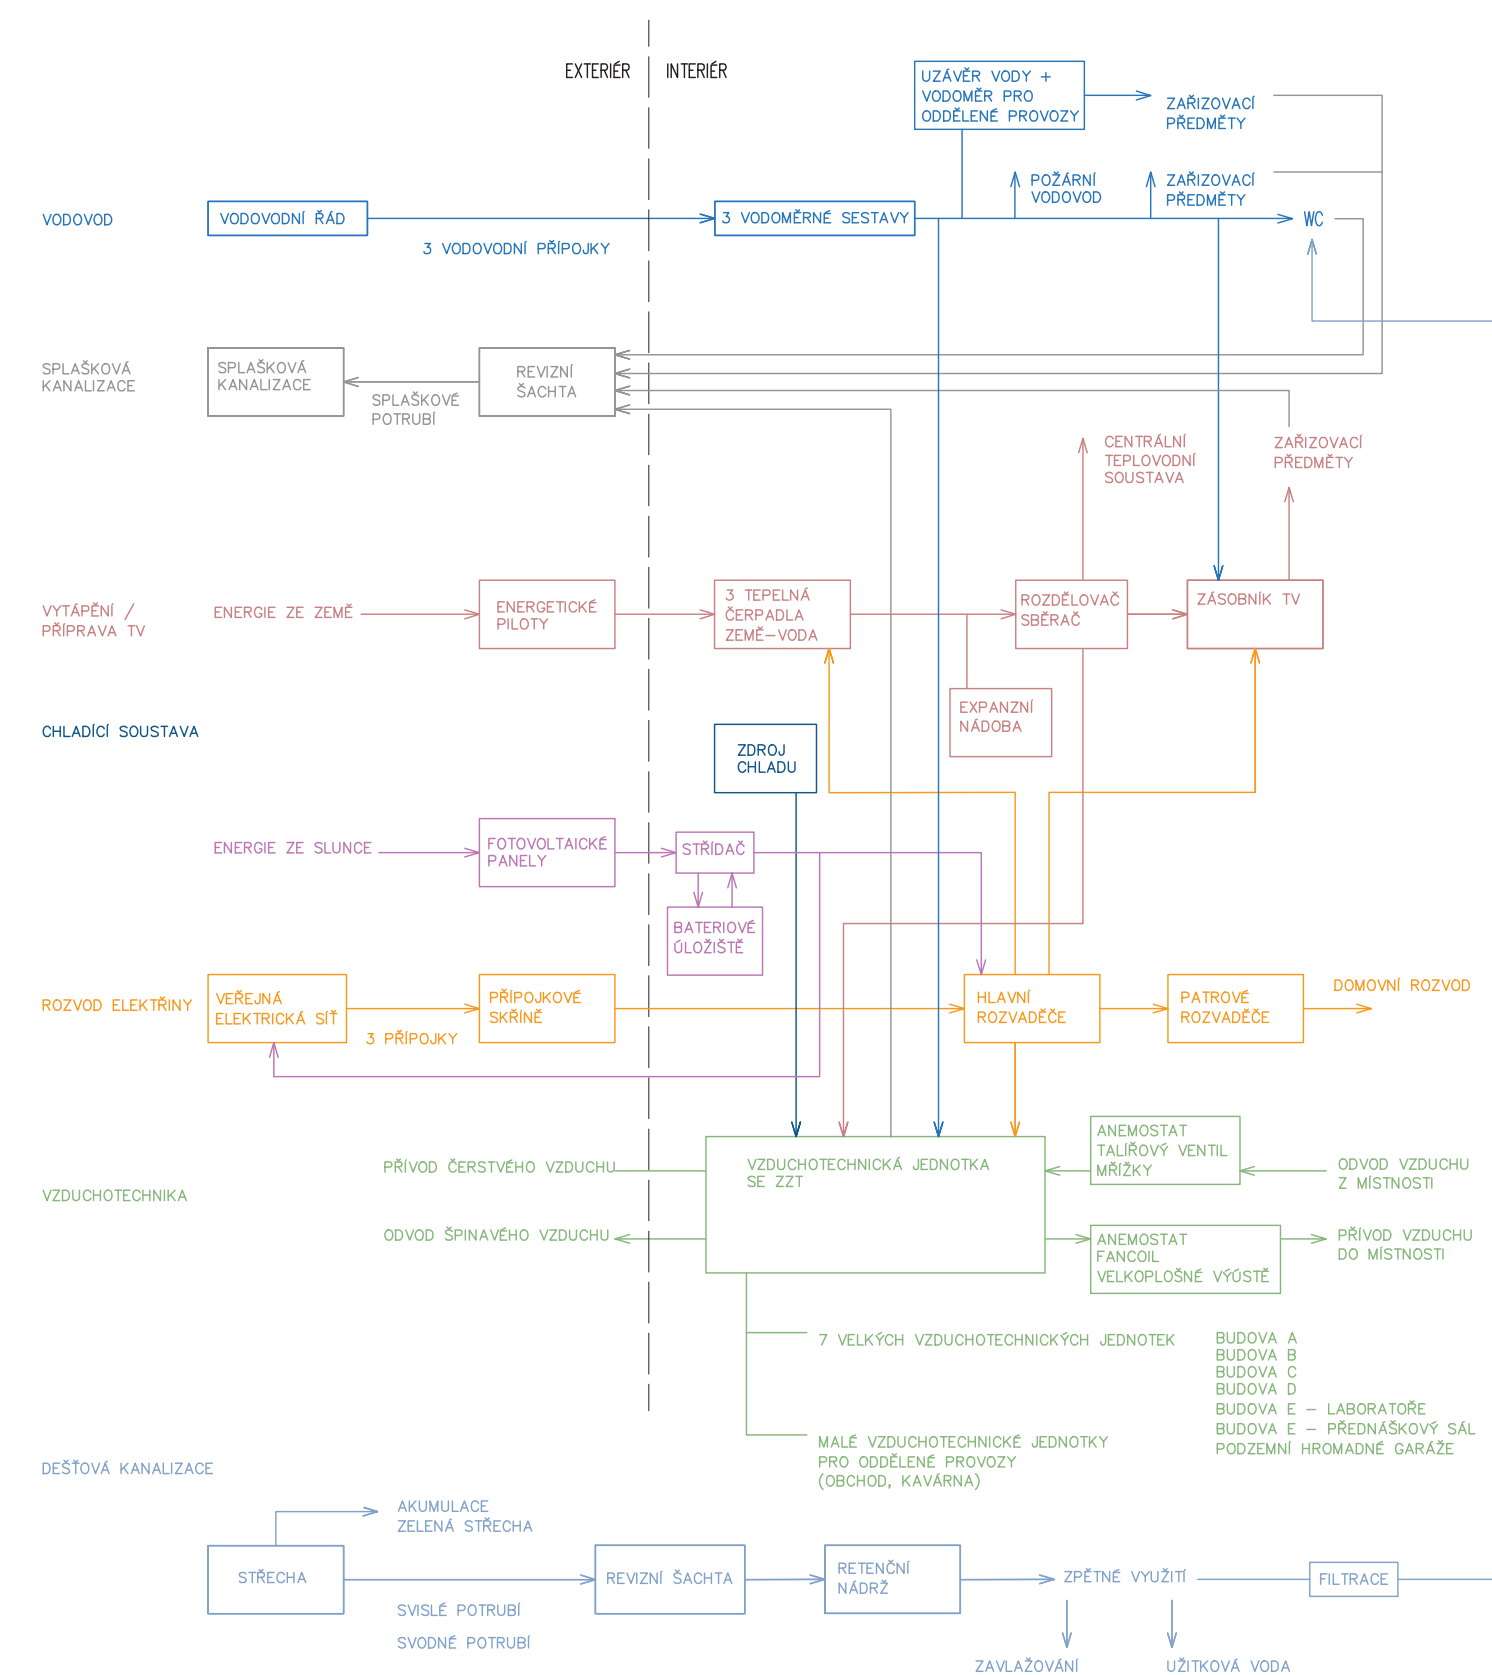 EXTERIÉR
INTERIÉR
UZÁVĚR VODY +
VODOMĚR PRO
ODDĚLENÉ PROVOZY
ZAŘIZOVACÍ
PŘEDMĚTY
POŽÁRNÍ
VODOVOD
ZAŘIZOVACÍ
PŘEDMĚTY
VODOVOD
VODOVODNÍ ŘÁD
3 VODOVODNÍ PŘÍPOJKY
3 VODOMĚRNÉ SESTAVY
WC
SPLAŠKOVÁ
KANALIZACE
SPLAŠKOVÁ
KANALIZACE
SPLAŠKOVÉ
POTRUBÍ
REVIZNÍ
ŠACHTA
CENTRÁLNÍ
TEPLOVODNÍ
SOUSTAVA
ZAŘIZOVACÍ
PŘEDMĚTY
VYTÁPĚNÍ /
PŘÍPRAVA TV
ENERGIE ZE ZEMĚ
ENERGETICKÉ
PILOTY
3 TEPELNÁ
ČERPADLA
ZEMĚ-VODA
ROZDĚLOVAČ
SBĚRAČ
ZÁSOBNÍK TV
EXPANZNÍ
NÁDOBA
CHLADÍCÍ SOUSTAVA
ZDROJ
CHLADU
ENERGIE ZE SLUNCE
FOTOVOLTAICKÉ
PANELY
STŘÍDAČ
BATERIOVÉ
ÚLOŽIŠTĚ
ROZVOD ELEKTŘINY
VEŘEJNÁ
ELEKTRICKÁ SÍŤ
3 PŘÍPOJKY
PŘÍPOJKOVÉ
SKŘÍNĚ
HLAVNÍ
ROZVADĚČE
PATROVÉ
ROZVADĚČE
DOMOVNÍ ROZVOD
VZDUCHOTECHNIKA
PŘÍVOD ČERSTVÉHO VZDUCHU
ODVOD ŠPINAVÉHO VZDUCHU
VZDUCHOTECHNICKÁ JEDNOTKA
SE ZZT
ANEMOSTAT
TALÍŘOVÝ VENTIL
MŘÍŽKY
ODVOD VZDUCHU
Z MÍSTNOSTI
ANEMOSTAT
FANCOIL
VELKOPLOŠNÉ VÝÚSTĚ
PŘÍVOD VZDUCHU
DO MÍSTNOSTI
7 VELKÝCH VZDUCHOTECHNICKÝCH JEDNOTEK
BUDOVA A
BUDOVA B
BUDOVA C
BUDOVA D
BUDOVA E - LABORATOŘE
BUDOVA E - PŘEDNÁŠKOVÝ SÁL
PODZEMNÍ HROMADNÉ GARÁŽE
MALÉ VZDUCHOTECHNICKÉ JEDNOTKY
PRO ODDĚLENÉ PROVOZY
(OBCHOD, KAVÁRNA)
DEŠŤOVÁ KANALIZACE
AKUMULACE
ZELENÁ STŘECHA
STŘECHA
SVISLÉ POTRUBÍ
SVODNÉ POTRUBÍ
REVIZNÍ ŠACHTA
RETENČNÍ
NÁDRŽ
ZPĚTNÉ VYUŽITÍ
FILTRACE
ZAVLAŽOVÁNÍ
UŽITKOVÁ VODA